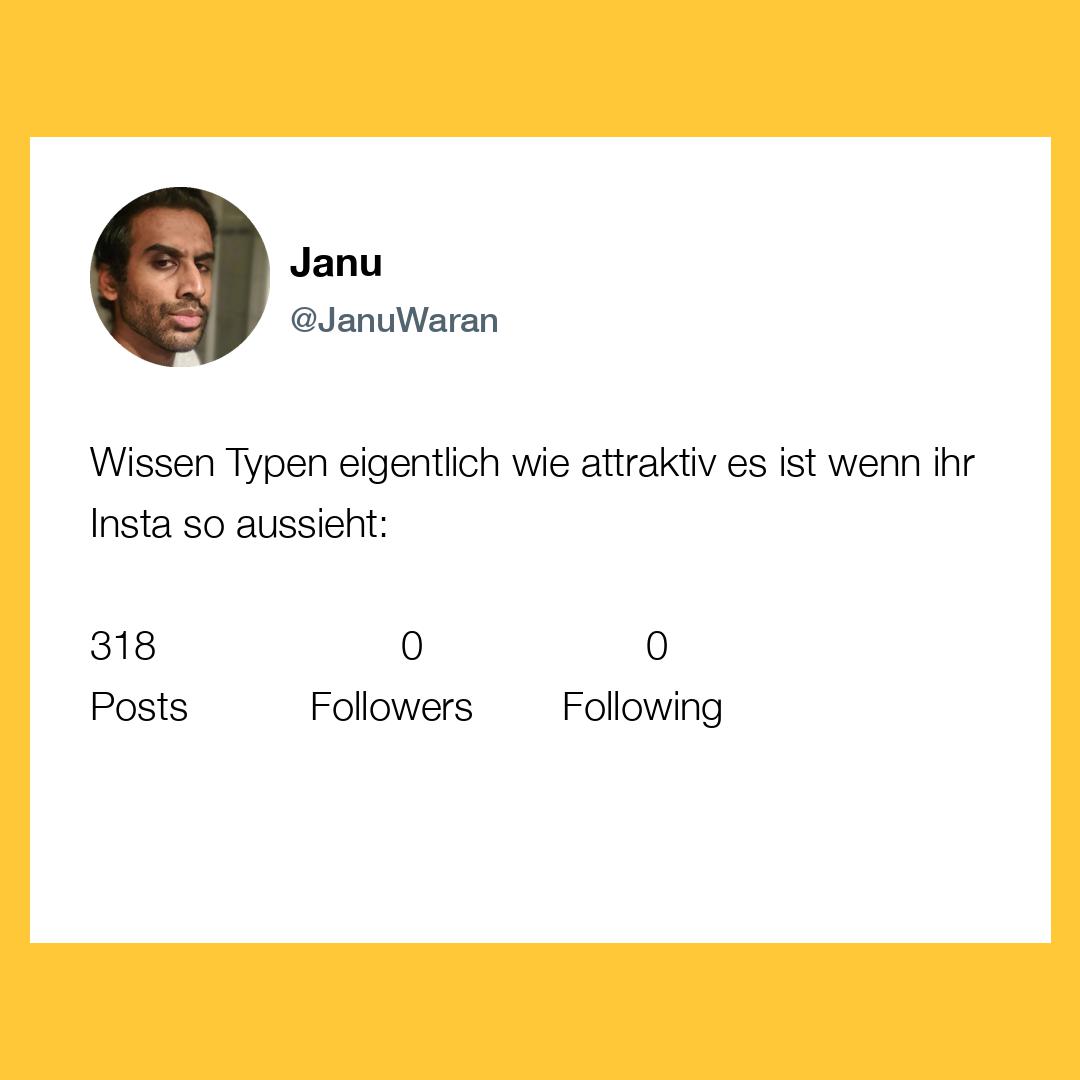 Janu
@JanuWaran
Wissen Typen eigentlich wie attraktiv es ist wenn ihr
Insta so aussieht:
318 0 0
Posts Followers Following